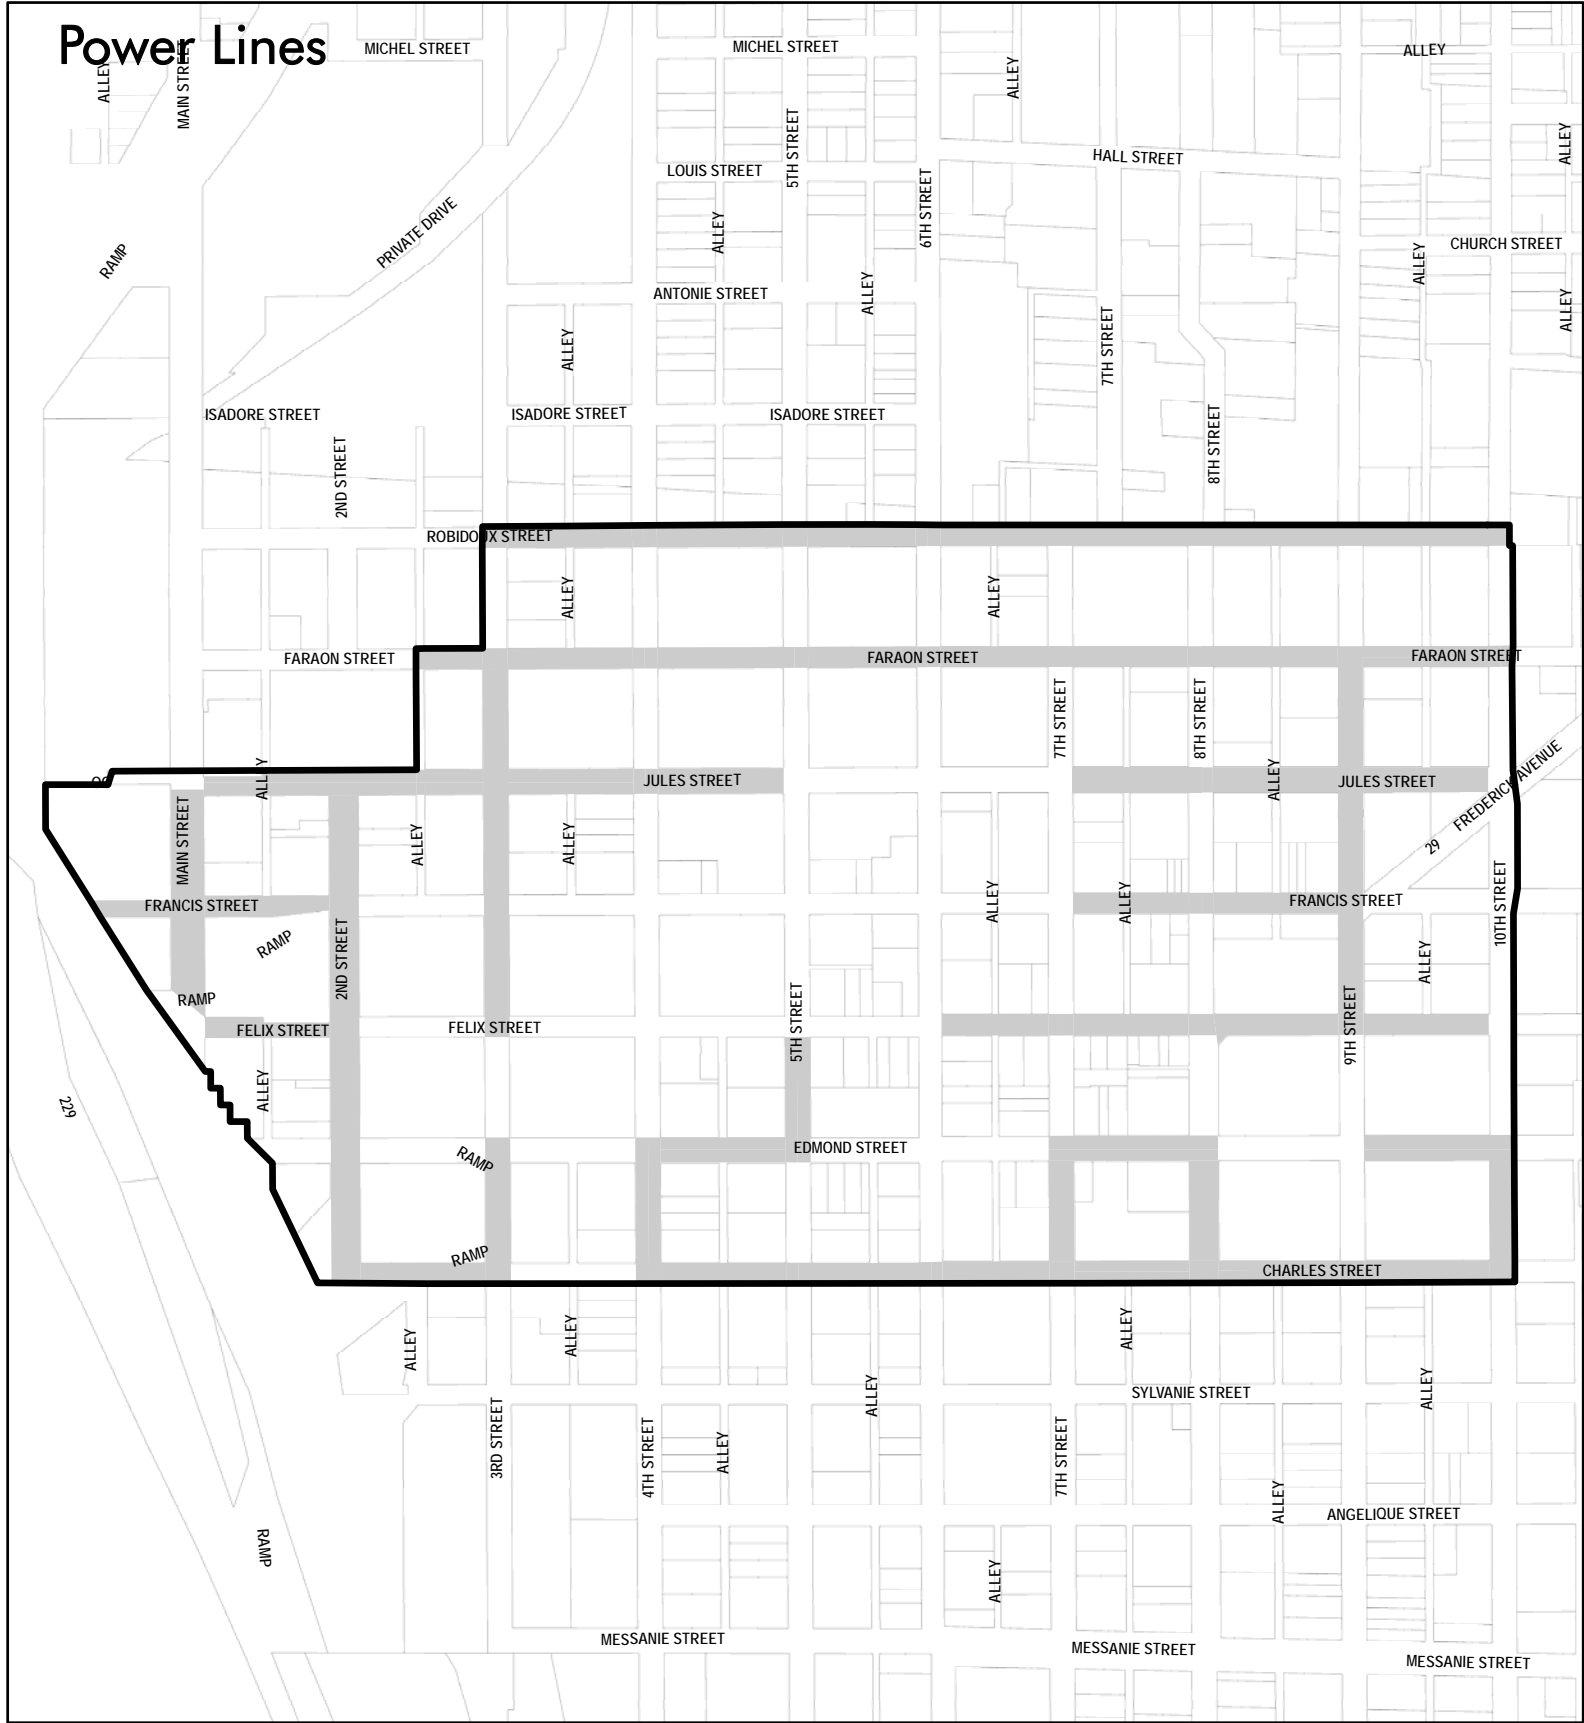 Power Lines
MICHEL STREET
MICHEL STREET
ALLEY
ALLEY
MAIN STREET
ALLEY
5TH STREET
HALL STREET
ALLEY
LOUIS STREET
6TH STREET
PRIVATE DRIVE
ALLEY
CHURCH STREET
RAMP
ALLEY
ANTONIE STREET
ALLEY
ALLEY
ALLEY
7TH STREET
ISADORE STREET
ISADORE STREET
ISADORE STREET
8TH STREET
2ND STREET
ROBIDOUX STREET
ALLEY
ALLEY
FARAON STREET
FARAON STREET
FARAON STREET
7TH STREET
8TH STREET
ALLEY
JULES STREET
ALLEY
JULES STREET
FREDERICK AVENUE
29
MAIN STREET
ALLEY
ALLEY
FRANCIS STREET
ALLEY
ALLEY
FRANCIS STREET
10TH STREET
RAMP
2ND STREET
ALLEY
RAMP
FELIX STREET
FELIX STREET
5TH STREET
9TH STREET
ALLEY
229
RAMP
EDMOND STREET
RAMP
CHARLES STREET
ALLEY
ALLEY
ALLEY
SYLVANIE STREET
ALLEY
ALLEY
3RD STREET
4TH STREET
ALLEY
7TH STREET
ALLEY
ANGELIQUE STREET
RAMP
ALLEY
MESSANIE STREET
MESSANIE STREET
MESSANIE STREET